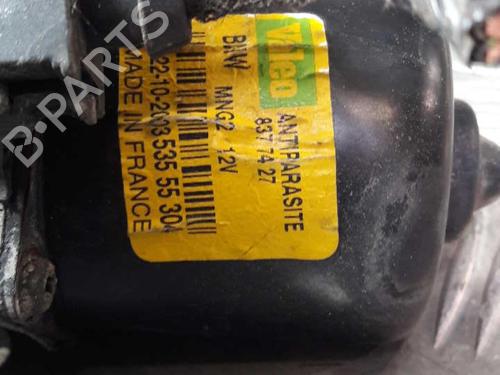 Valeo
ANTIPARASITE
8377427
BMW MNG2 12V
22-10-2003 535 55 304
MADE IN FRANCE
B-PARTS